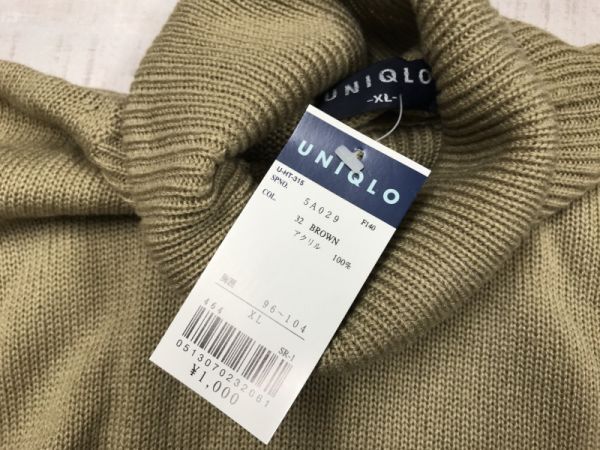 UNIQLO
-XL-
UNIQLO
U-HT-315
SPNO. 5A029 F140
COL. 32 BROWN
アクリル 100%
胸囲 96-104
XL
464 SR-1
0513070232081
¥1,000